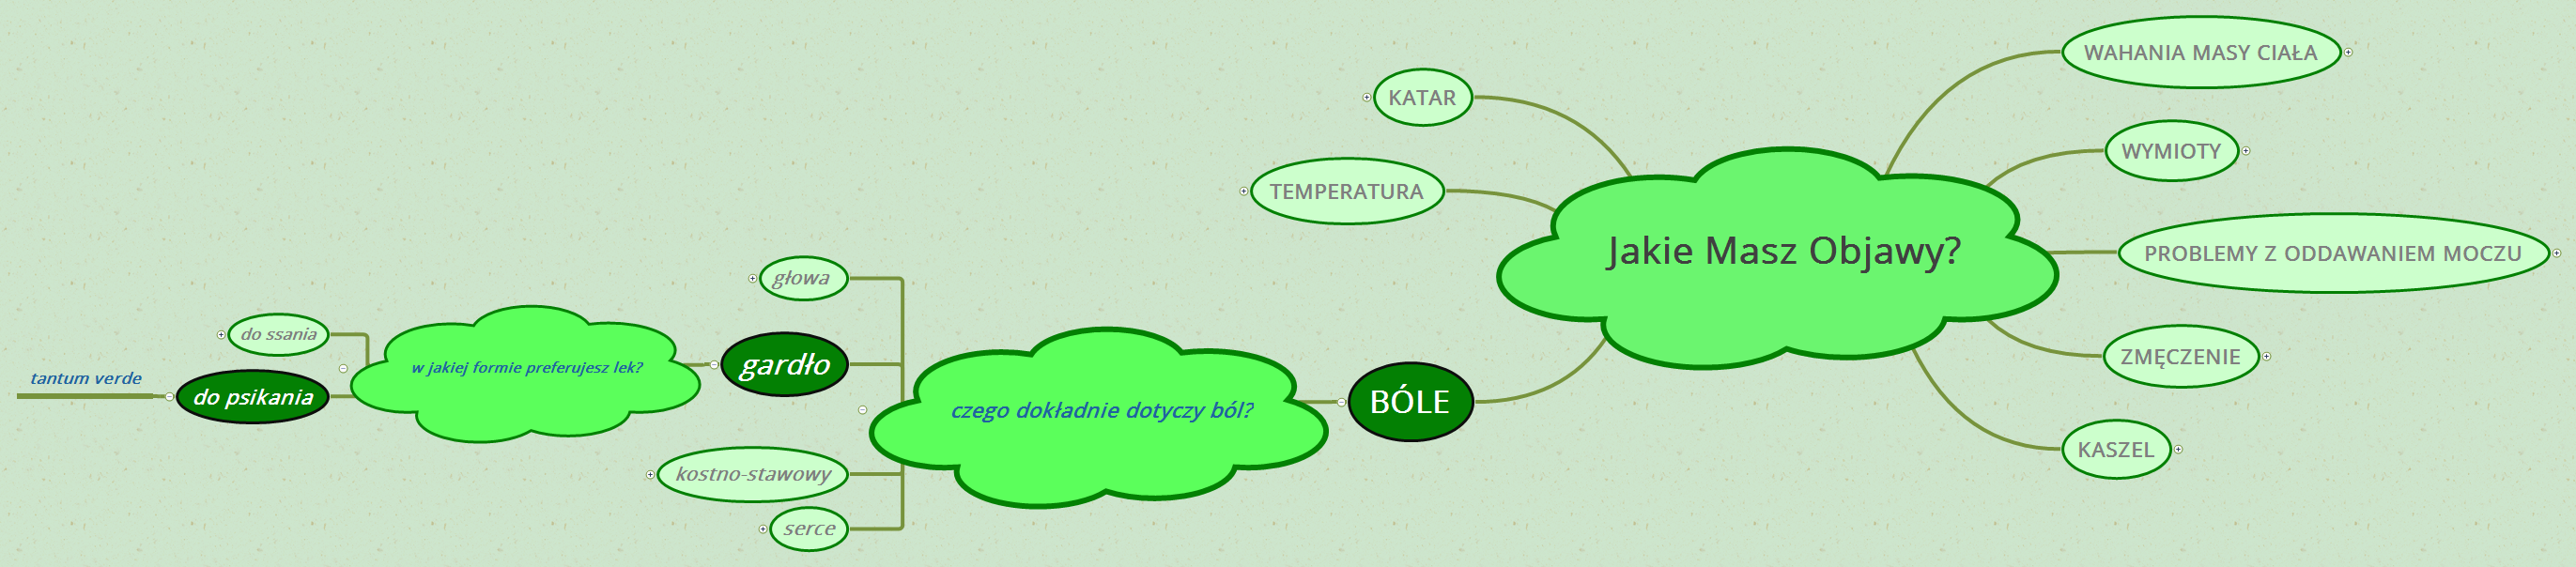 Jakie Masz Objawy?
WAHANIA MASY CIAŁA
WYMIOTY
PROBLEMY Z ODDAWANIEM MOCZU
ZMĘCZENIE
KASZEL
KATAR
TEMPERATURA
BÓLE
czego dokładnie dotyczy ból?
głowa
gardło
w jakiej formie preferujesz lek?
do ssania
do psikania
tantum verde
kostno-stawowy
serce